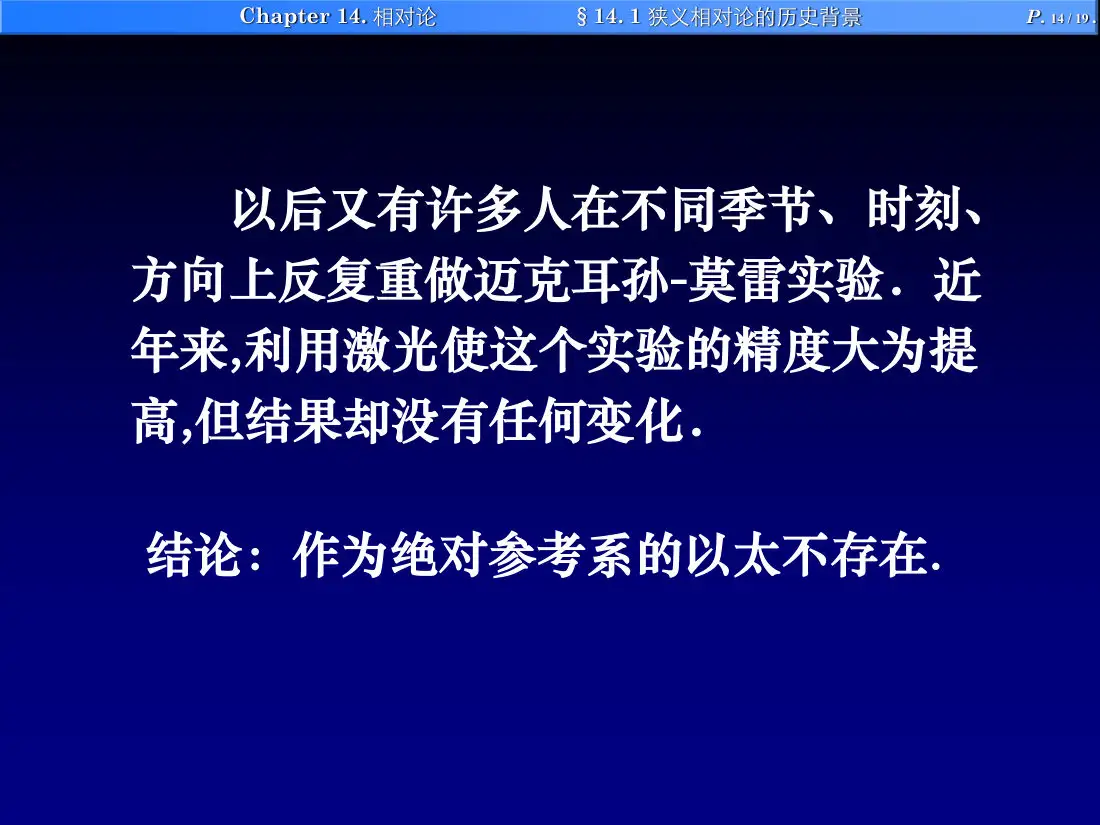 Chapter 14. 相对论 §14. 1 狭义相对论的历史背景 P. 14 / 19 .
以后又有许多人在不同季节、时刻、
方向上反复重做迈克耳孙-莫雷实验．近
年来,利用激光使这个实验的精度大为提
高,但结果却没有任何变化．
结论：作为绝对参考系的以太不存在.